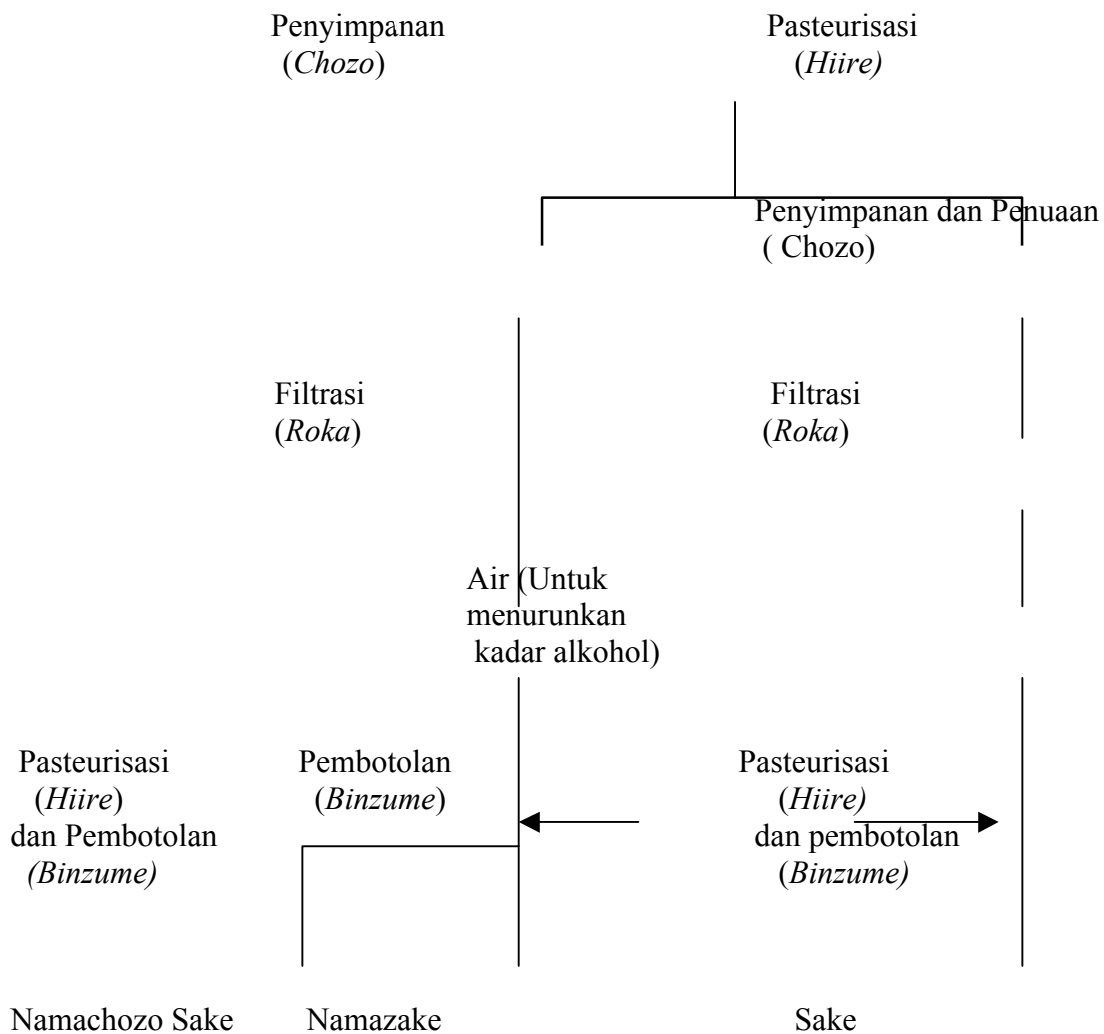 Penyimpanan
(Chozo)
Pasteurisasi
(Hiire)
Penyimpanan dan Penuaan
( Chozo)
Filtrasi
(Roka)
Filtrasi
(Roka)
Air (Untuk
menurunkan
kadar alkohol)
Pasteurisasi
(Hiire)
dan Pembotolan
(Binzume)
Pembotolan
(Binzume)
Pasteurisasi
(Hiire)
dan pembotolan
(Binzume)
Namachozo Sake
Namazake
Sake